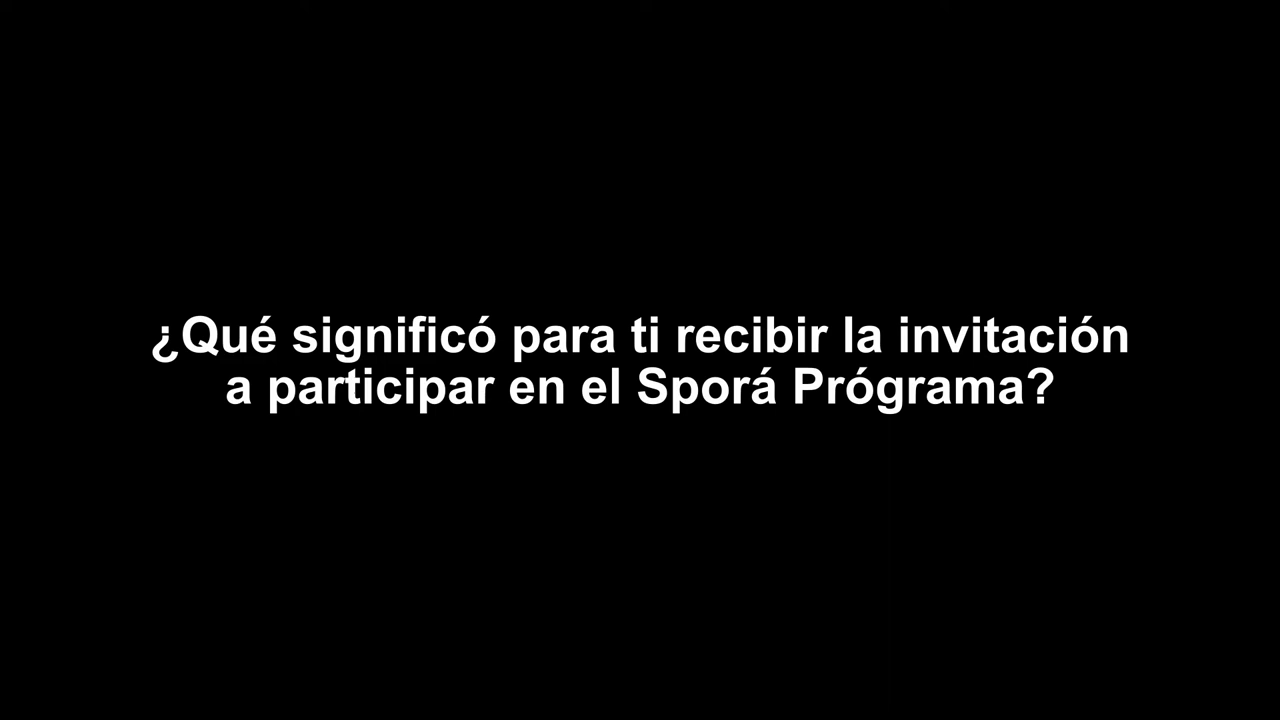 ¿Qué significó para ti recibir la invitación
a participar en el Sporá Prógrama?